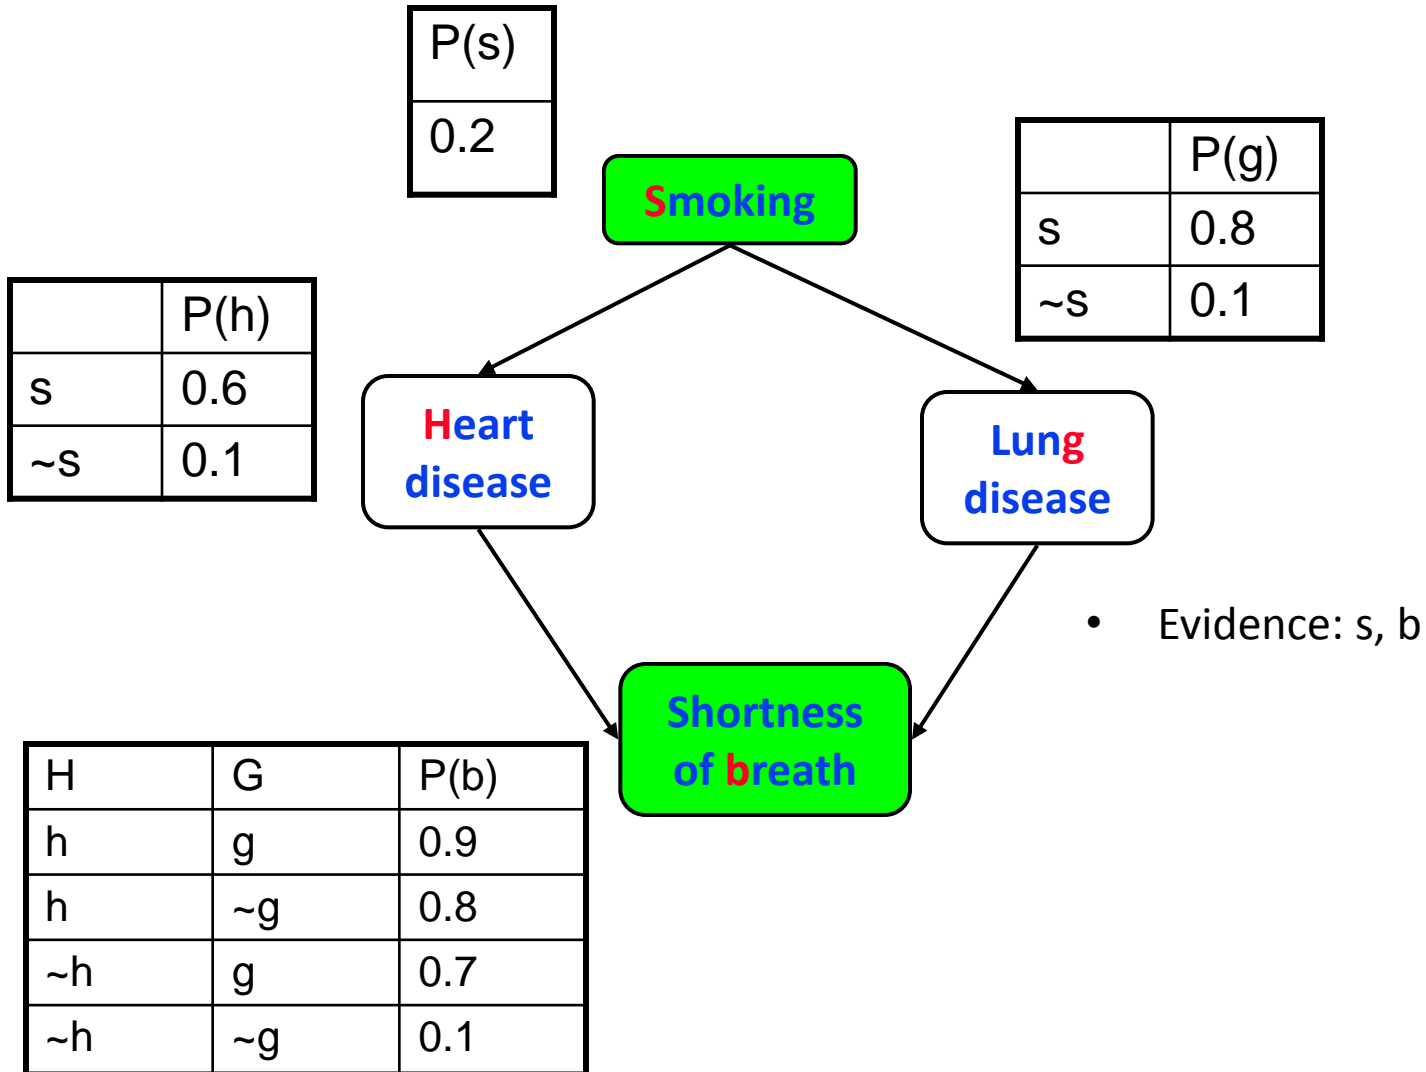 P(s)
0.2
Smoking
P(g)
s 0.8
~s 0.1
P(h)
s 0.6
~s 0.1
Heart
disease
Lung
disease
• Evidence: s, b
Shortness
of breath
H G P(b)
h g 0.9
h ~g 0.8
~h g 0.7
~h ~g 0.1